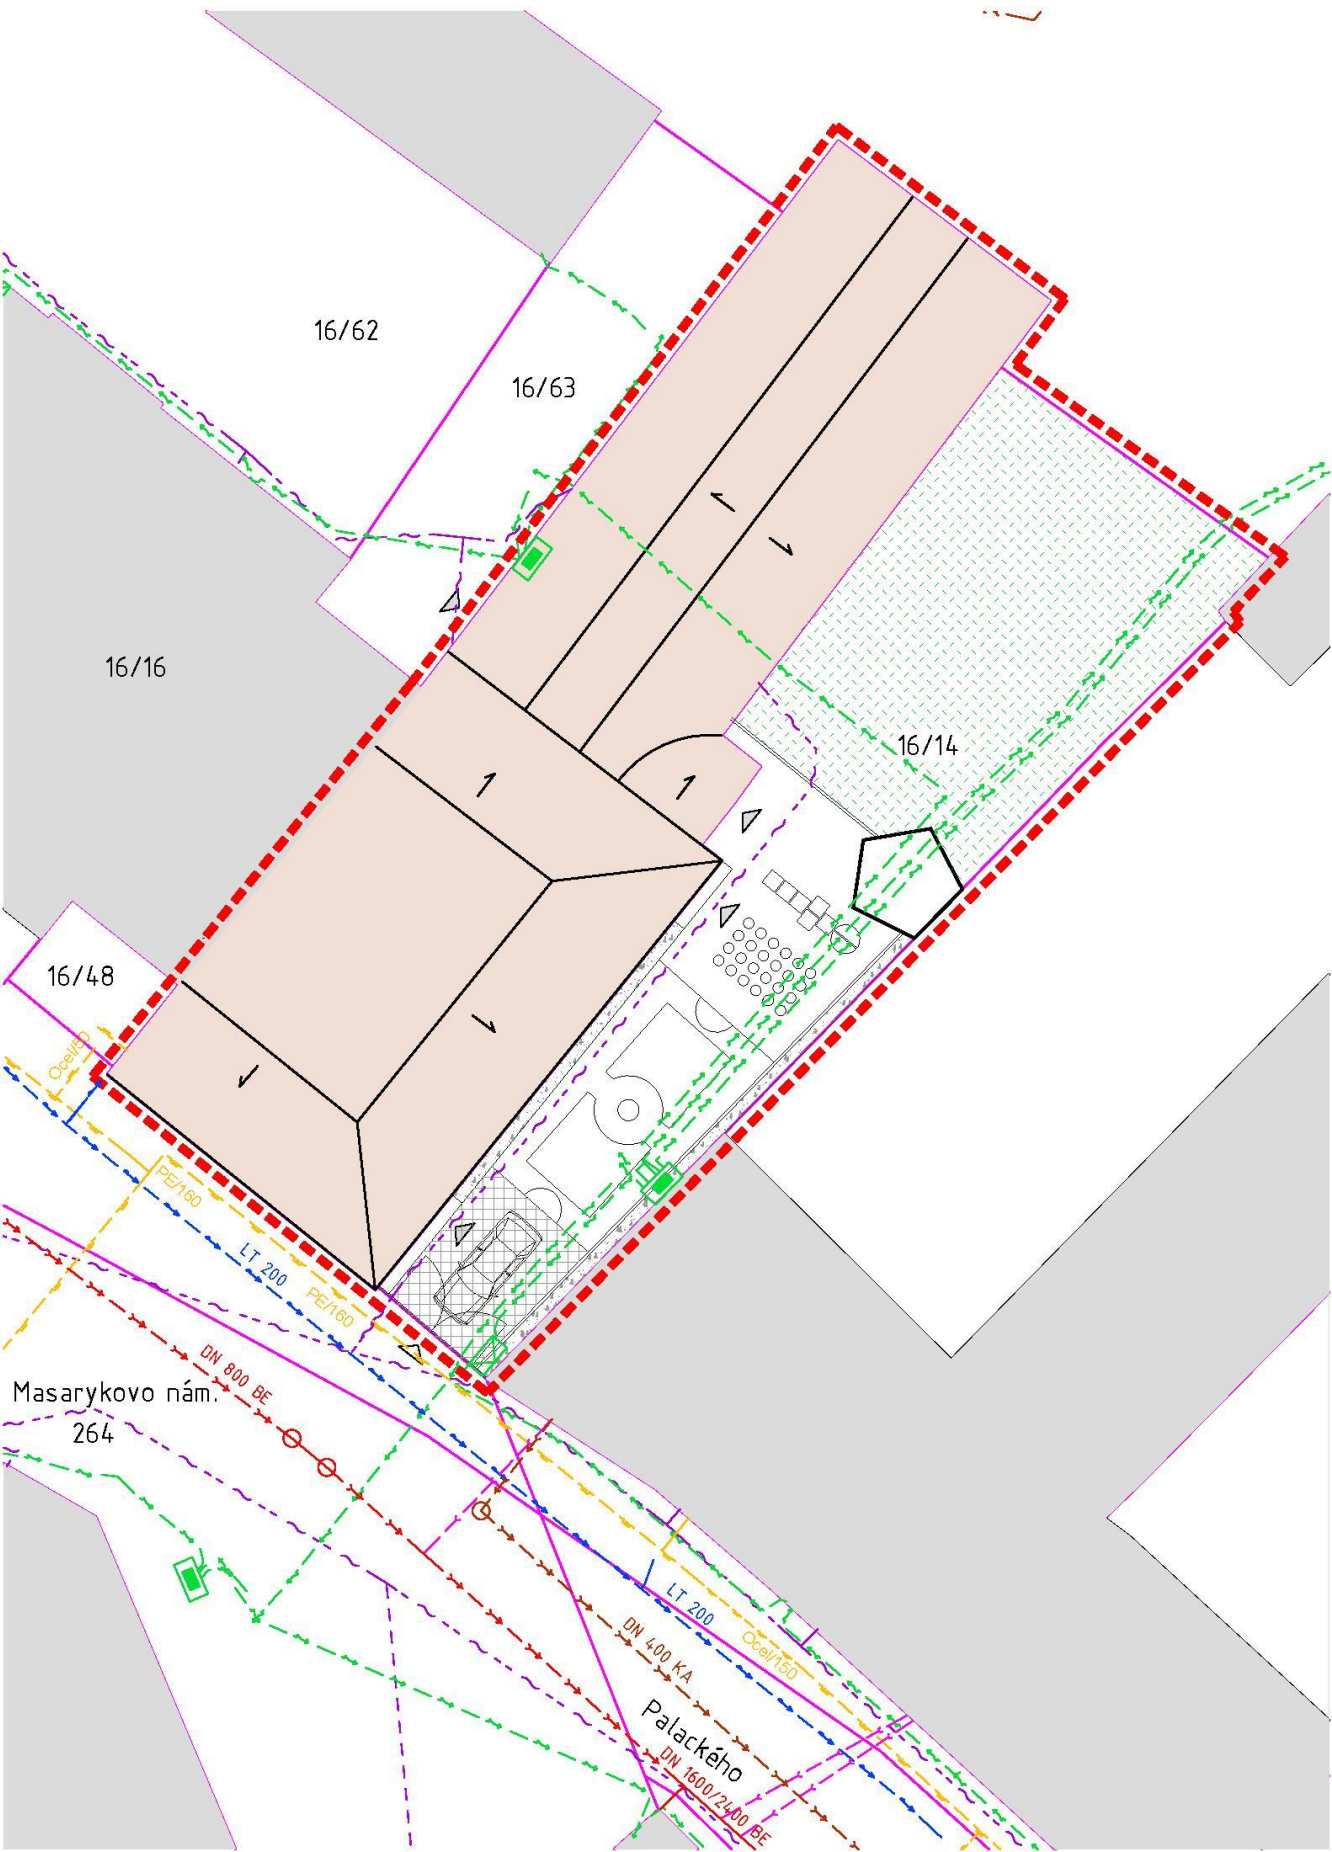 16/62
16/63
16/16
16/14
16/48
Ocel/50
PE/160
LT 200
PE/160
DN 800 BE
Masarykovo nám.
264
LT 200
DN 400 KA
Ocel/150
Palackého
DN 1600/2400 BE